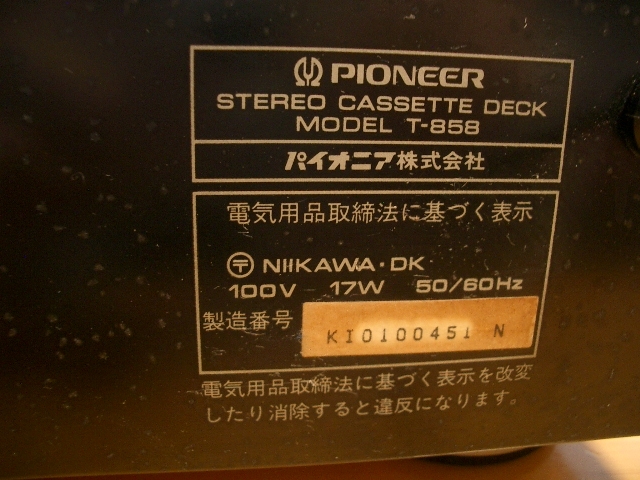 PIONEER
STEREO CASSETTE DECK
MODEL T-858
パイオニア株式会社
電気用品取締法に基づく表示
〒 NIIKAWA・DK
100V 17W 50/60Hz
製造番号 KI0100451 N
電気用品取締法に基づく表示を改変
したり消除すると違反になります。